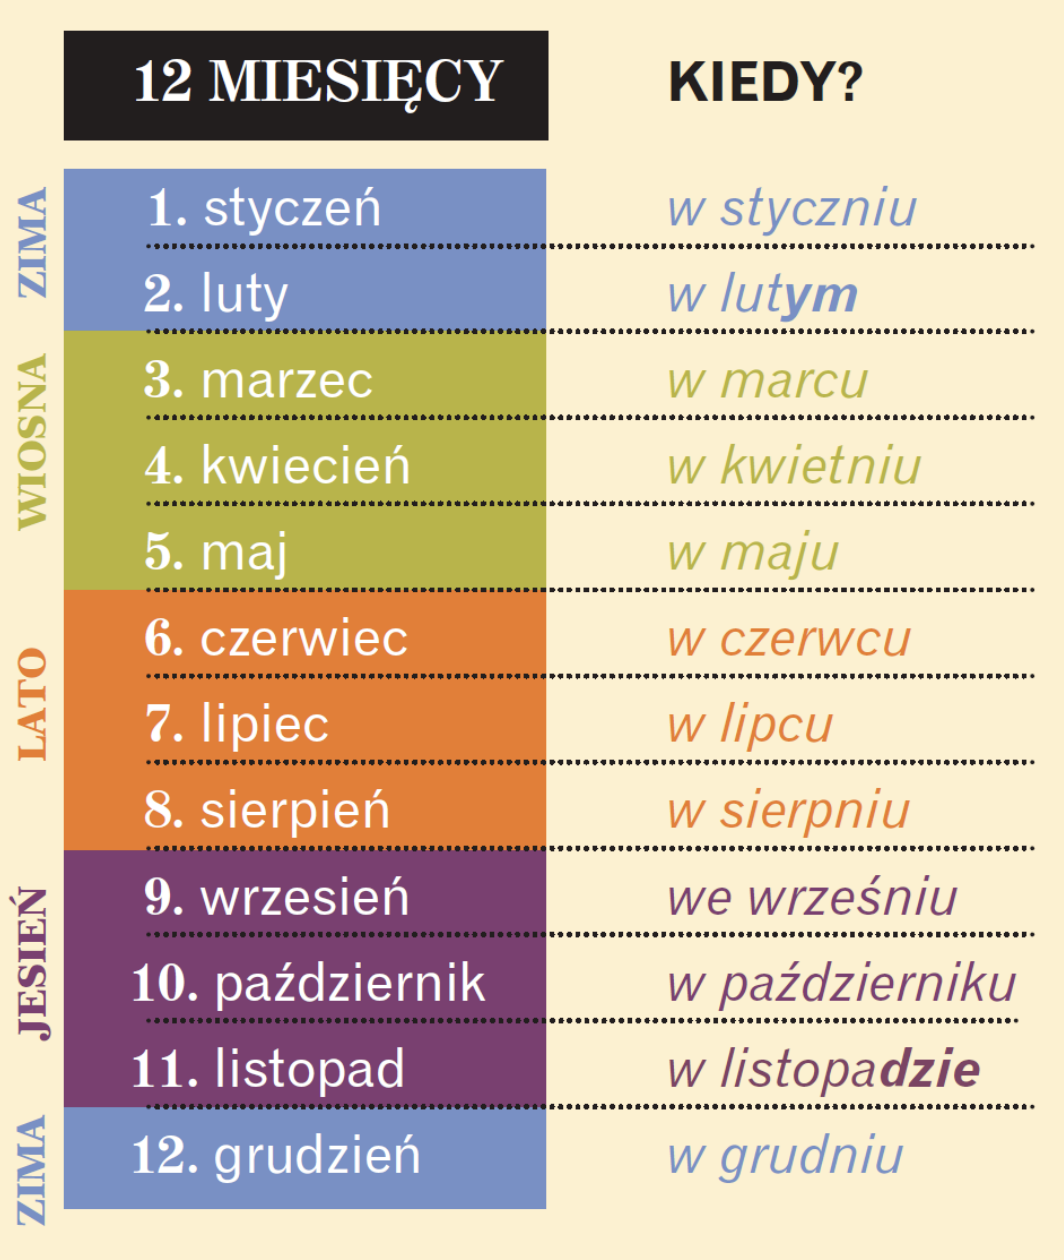 12 MIESIĘCY KIEDY?
ZIMA
1. styczeń w styczniu
2. luty w lutym
WIOSNA
3. marzec w marcu
4. kwiecień w kwietniu
5. maj w maju
LATO
6. czerwiec w czerwcu
7. lipiec w lipcu
8. sierpień w sierpniu
JESIEŃ
9. wrzesień we wrześniu
10. październik w październiku
11. listopad w listopadzie
ZIMA
12. grudzień w grudniu